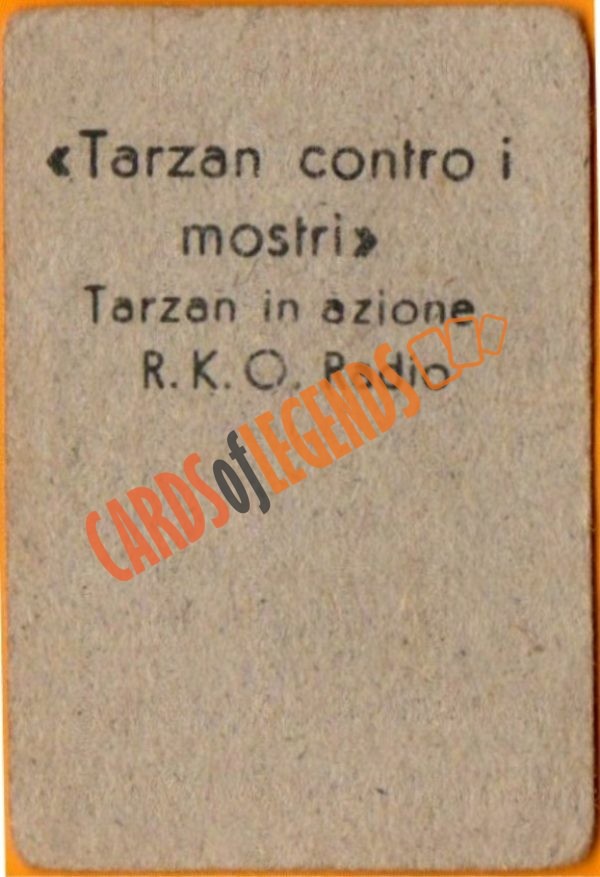 «Tarzan contro i
mostri»
Tarzan in azione
R.K.O. Radio
CARDS of LEGENDS